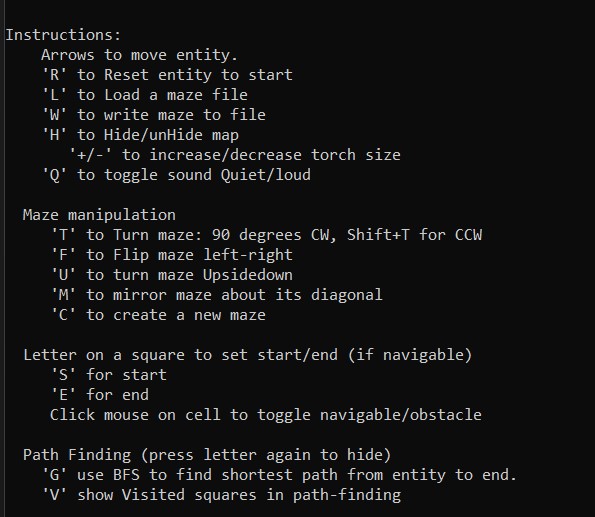 Instructions:
Arrows to move entity.
'R' to Reset entity to start
'L' to Load a maze file
'W' to write maze to file
'H' to Hide/unHide map
'+/-' to increase/decrease torch size
'Q' to toggle sound Quiet/loud
Maze manipulation
'T' to Turn maze: 90 degrees CW, Shift+T for CCW
'F' to Flip maze left-right
'U' to turn maze Upsidedown
'M' to mirror maze about its diagonal
'C' to create a new maze
Letter on a square to set start/end (if navigable)
'S' for start
'E' for end
Click mouse on cell to toggle navigable/obstacle
Path Finding (press letter again to hide)
'G' use BFS to find shortest path from entity to end.
'V' show Visited squares in path-finding